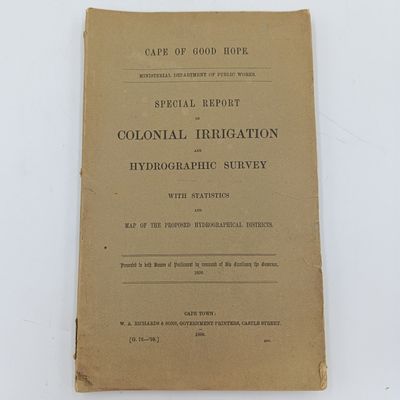 CAPE OF GOOD HOPE.
MINISTERIAL DEPARTMENT OF PUBLIC WORKS.
SPECIAL REPORT
ON
COLONIAL IRRIGATION
AND
HYDROGRAPHIC SURVEY
WITH STATISTICS
AND
MAP OF THE PROPOSED HYDROGRAPHICAL DISTRICTS.
Presented to both Houses of Parliament by command of His Excellency the Governor,
CAPE TOWN:
W. A. RICHARDS & SONS, GOVERNMENT PRINTERS, CASTLE STREET.